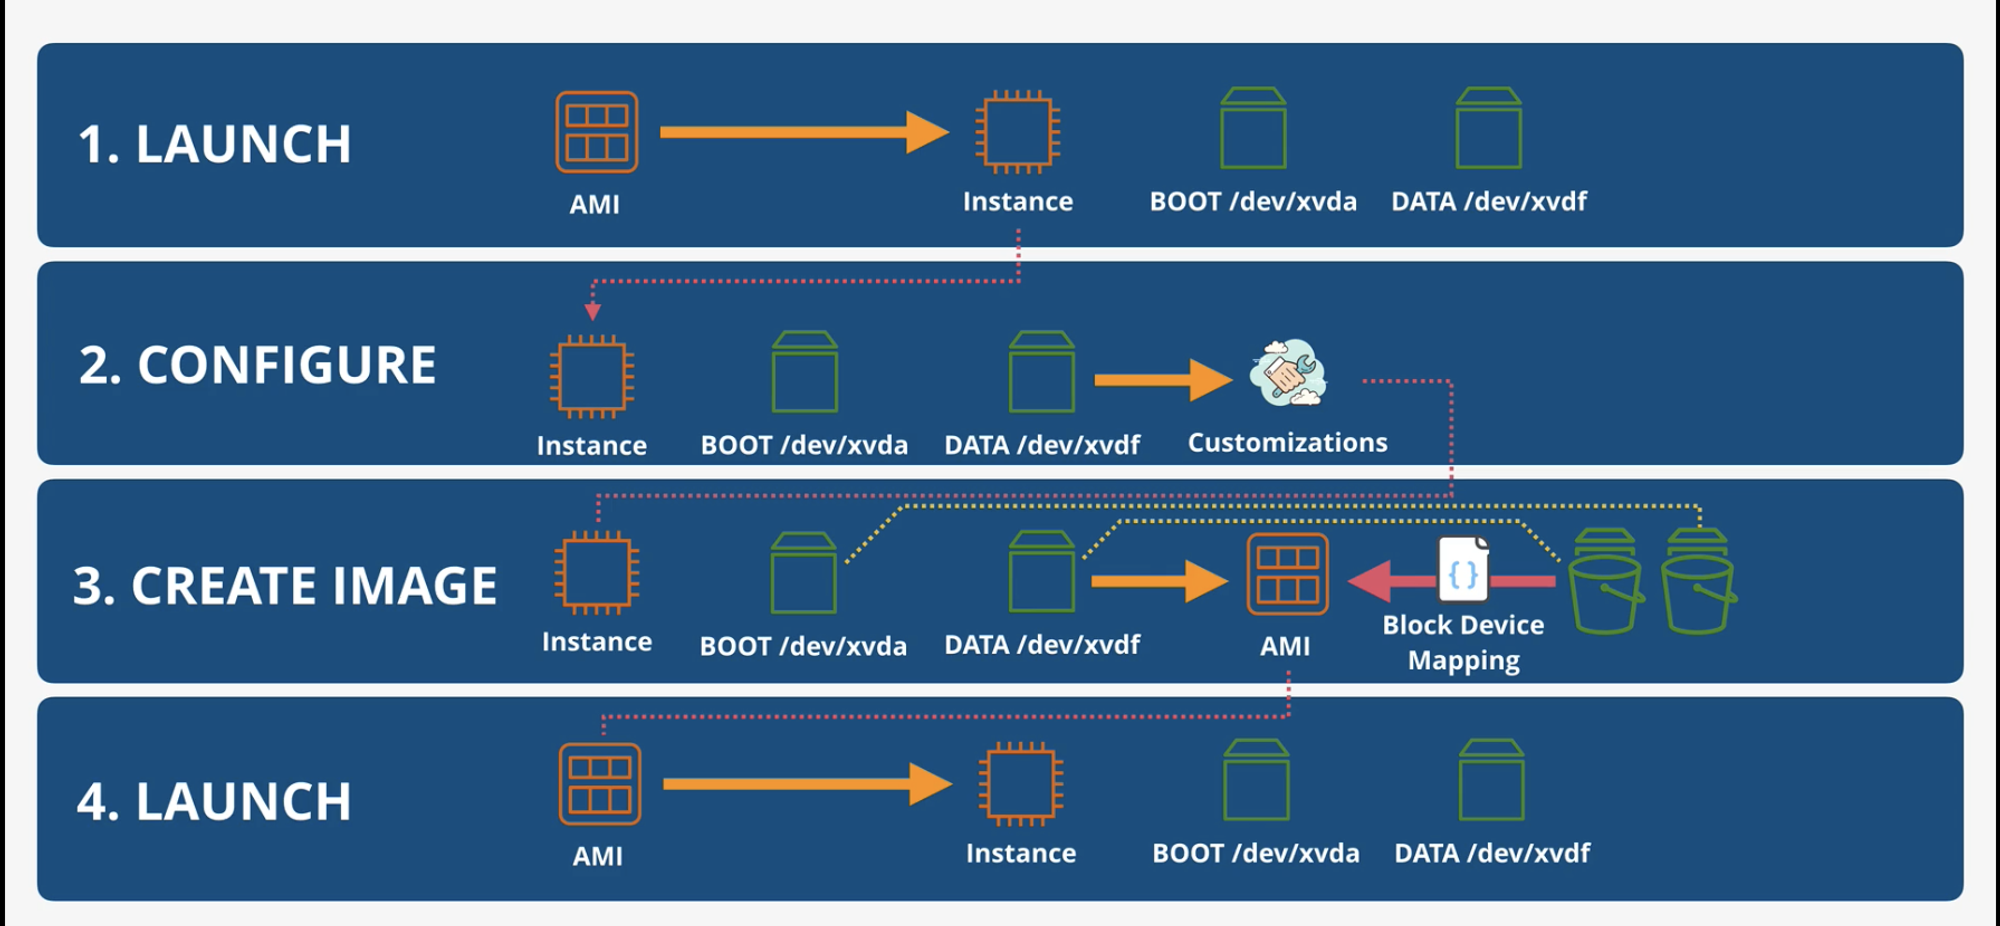 1. LAUNCH
AMI
Instance
BOOT /dev/xvda
DATA /dev/xvdf
2. CONFIGURE
Instance
BOOT /dev/xvda
DATA /dev/xvdf
Customizations
3. CREATE IMAGE
Instance
BOOT /dev/xvda
DATA /dev/xvdf
AMI
{}
Block Device
Mapping
4. LAUNCH
AMI
Instance
BOOT /dev/xvda
DATA /dev/xvdf